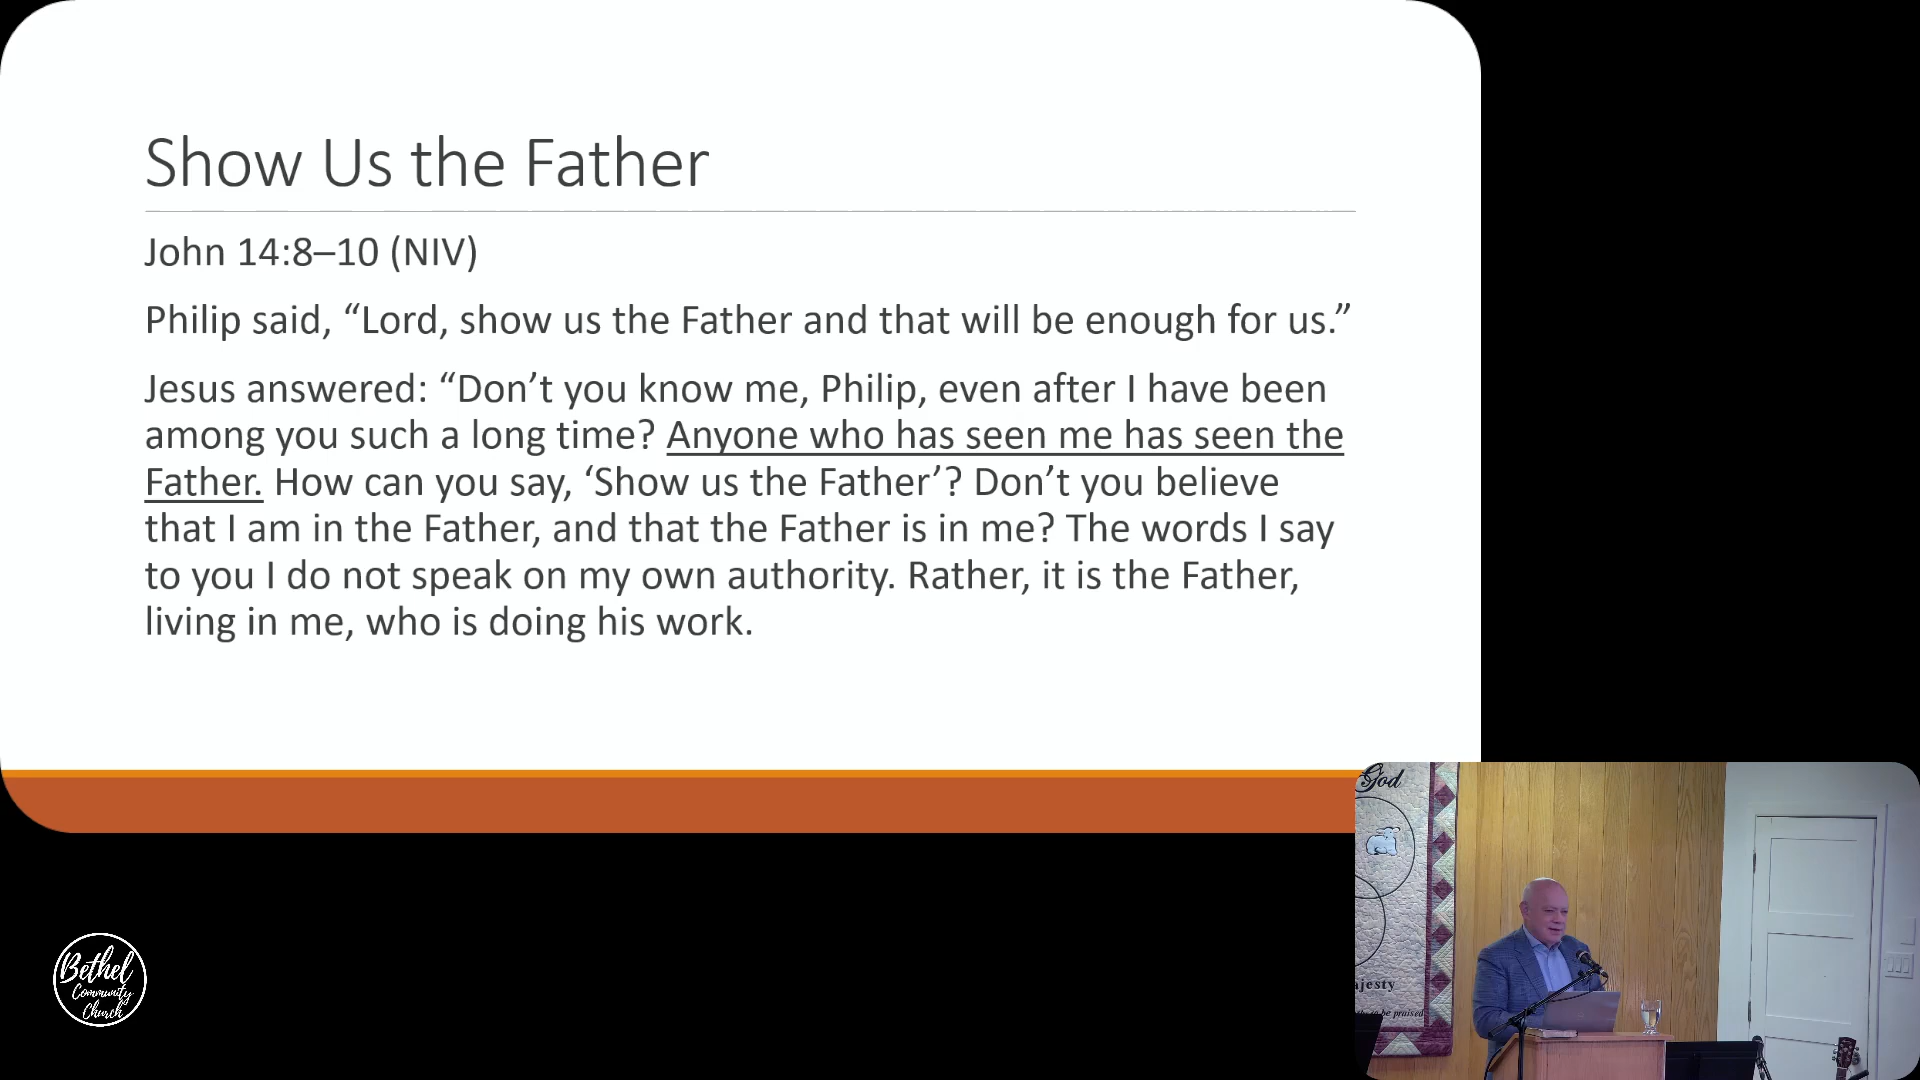 Show Us the Father
John 14:8–10 (NIV)
Philip said, “Lord, show us the Father and that will be enough for us.”
Jesus answered: “Don’t you know me, Philip, even after I have been
among you such a long time? Anyone who has seen me has seen the
Father. How can you say, ‘Show us the Father’? Don’t you believe
that I am in the Father, and that the Father is in me? The words I say
to you I do not speak on my own authority. Rather, it is the Father,
living in me, who is doing his work.
God
ajesty
to be praised
Bethel
Community
Church